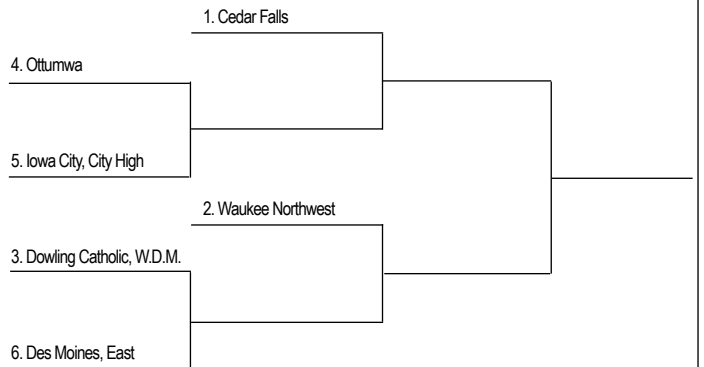 1. Cedar Falls
4. Ottumwa
5. Iowa City, City High
2. Waukee Northwest
3. Dowling Catholic, W.D.M.
6. Des Moines, East